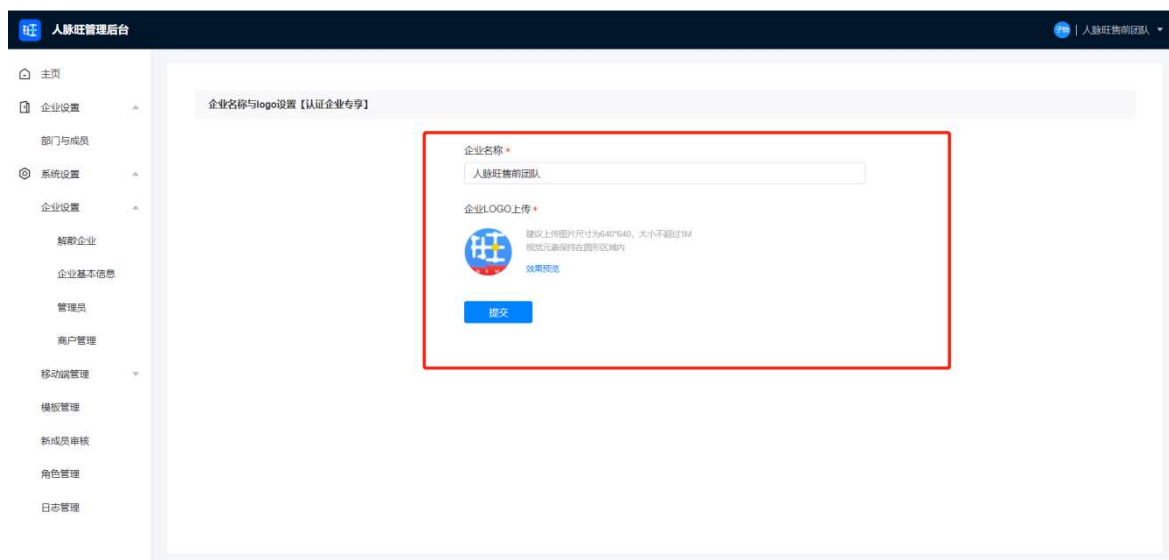 旺 人脉旺管理后台
人脉旺售前团队
主页
企业设置
部门与成员
系统设置
企业设置
解散企业
企业基本信息
管理员
商户管理
移动端管理
模板管理
新成员审核
角色管理
日志管理
企业名称与logo设置【认证企业专享】
企业名称 *
人脉旺售前团队
企业LOGO上传 *
旺
建议上传图片尺寸为640*640，大小不超过1M
视觉元素保持在圆形区域内
效果预览
提交